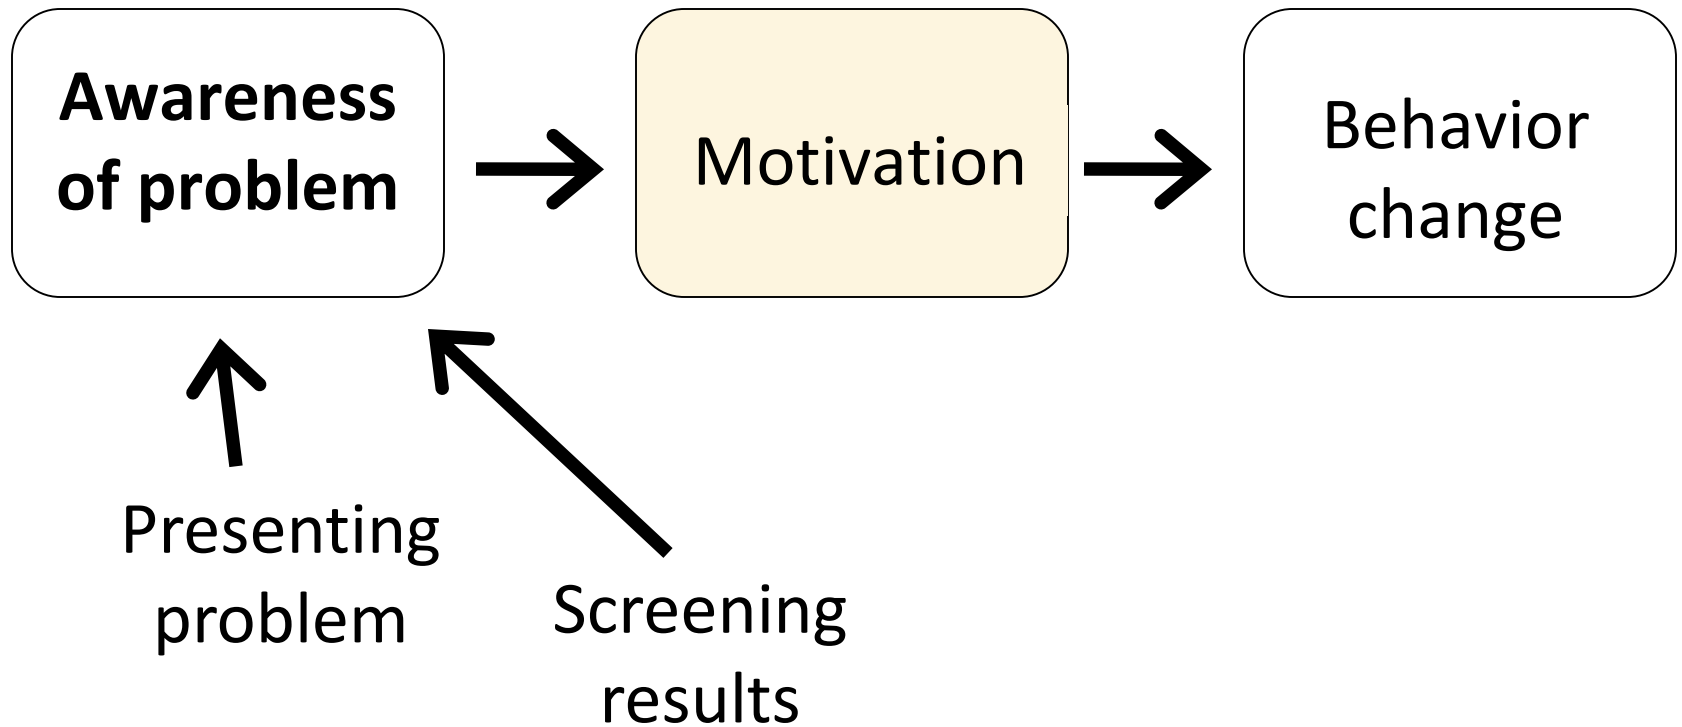 Awareness
of problem
Motivation
Behavior
change
Presenting
problem
Screening
results